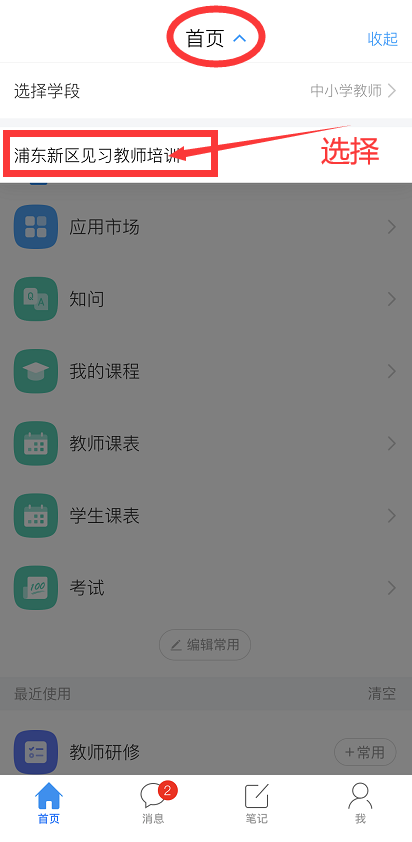 首页
收起
选择学段
中小学教师
浦东新区见习教师培训
选择
应用市场
Q
A
知问
我的课程
教师课表
学生课表
100
考试
编辑常用
最近使用
清空
教师研修
+常用
2
首页
消息
笔记
我